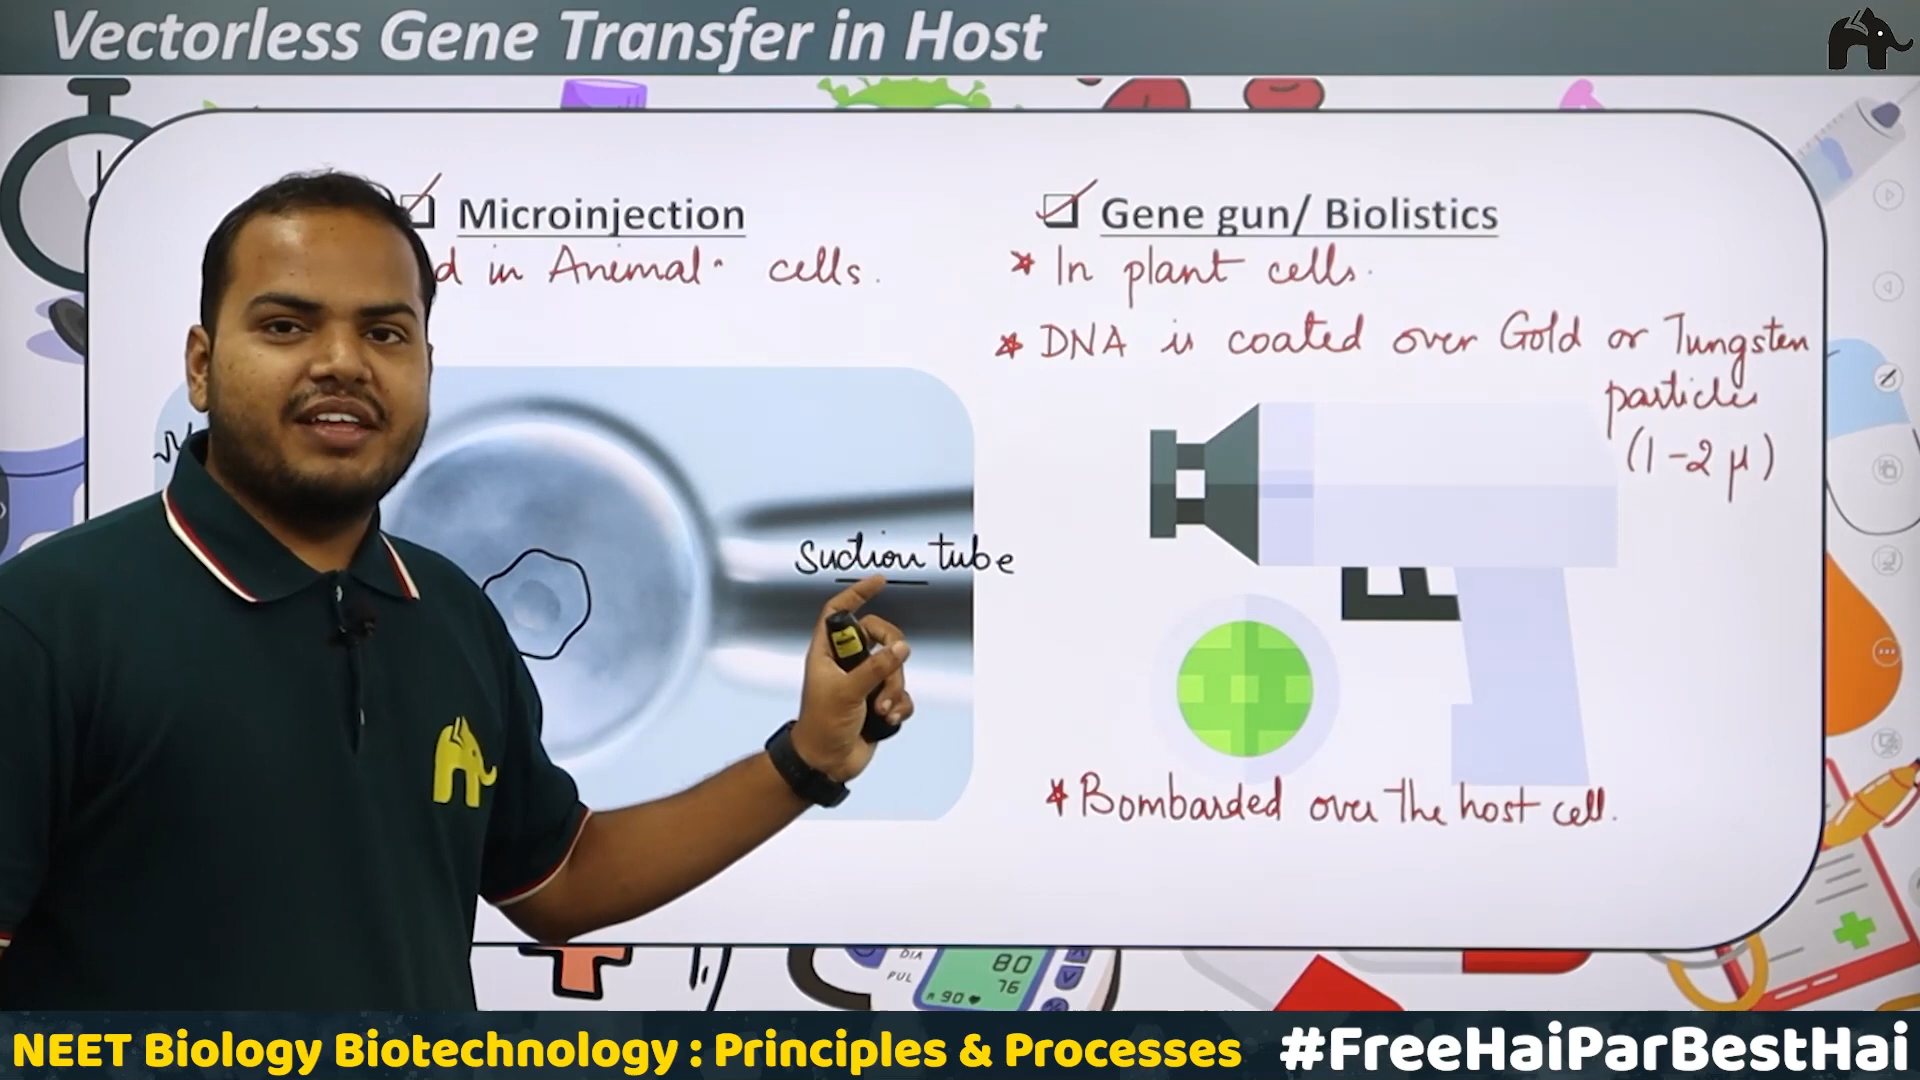 Vectorless Gene Transfer in Host
Microinjection
d in Animal cells.
suction tube
Gene gun/ Biolistics
* In plant cells.
* DNA is coated over Gold or Tungsten
particles
(1-2 μ)
* Bombarded over the host cell.
DIA
80
PUL
76
90
NEET Biology Biotechnology : Principles & Processes
#FreeHaiParBestHai